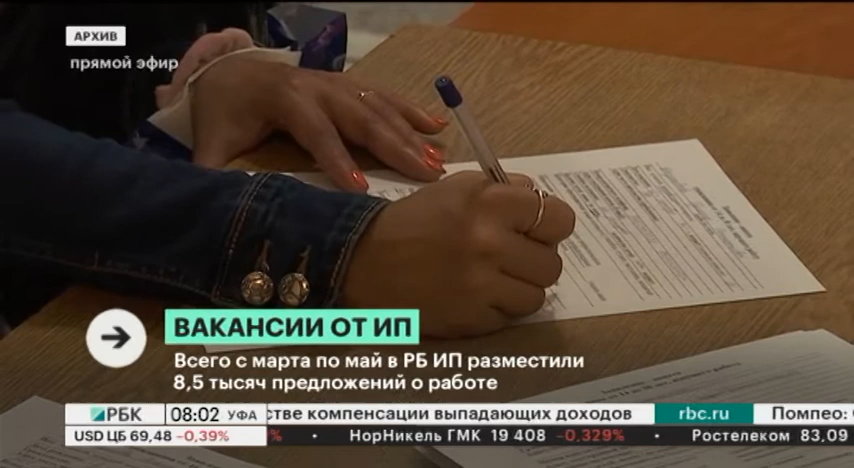 АРХИВ
прямой эфир
ВАКАНСИИ ОТ ИП
Всего с марта по май в РБ ИП разместили
8,5 тысяч предложений о работе
РБК 08:02 УФА стве компенсации выпадающих доходов rbc.ru Помпео: С
USD ЦБ 69,48 -0,39% % • НорНикель ГМК 19 408 -0,329% • Ростелеком 83,09